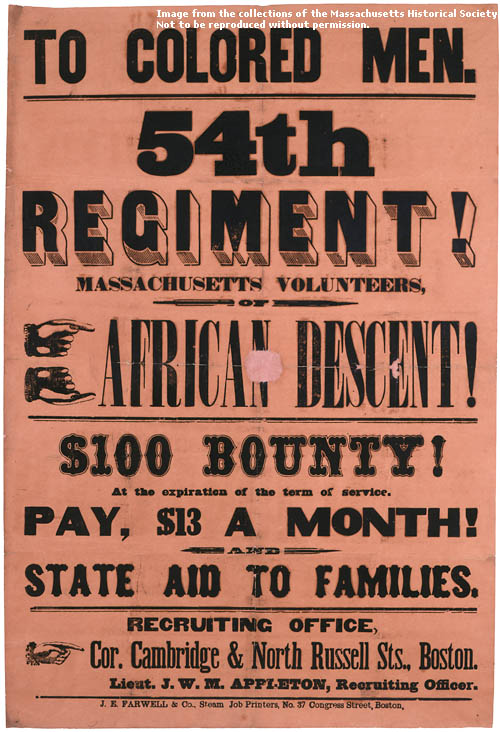 Image from the collections of the Massachusetts Historical Society
Not to be reproduced without permission.
TO COLORED MEN.
54th
REGIMENT!
MASSACHUSETTS VOLUNTEERS,
OF
AFRICAN DESCENT!
$100 BOUNTY!
At the expiration of the term of service.
PAY, $13 A MONTH!
AND
STATE AID TO FAMILIES.
RECRUITING OFFICE,
Cor. Cambridge & North Russell Sts., Boston.
Lieut. J. W. M. APPLETON, Recruiting Officer.
J. E. FARWELL & Co., Steam Job Printers, No. 37 Congress Street, Boston.